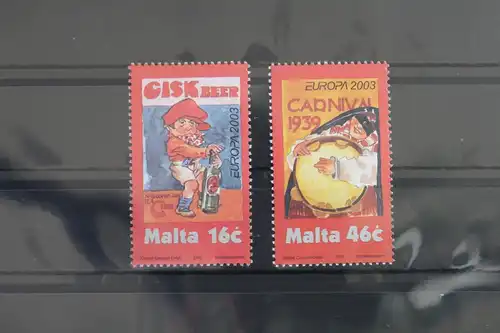 CISK
BEER
EUROPA 2003
Malta 16c
EUROPA 2003
CARNIVAL
1939
Malta 46c